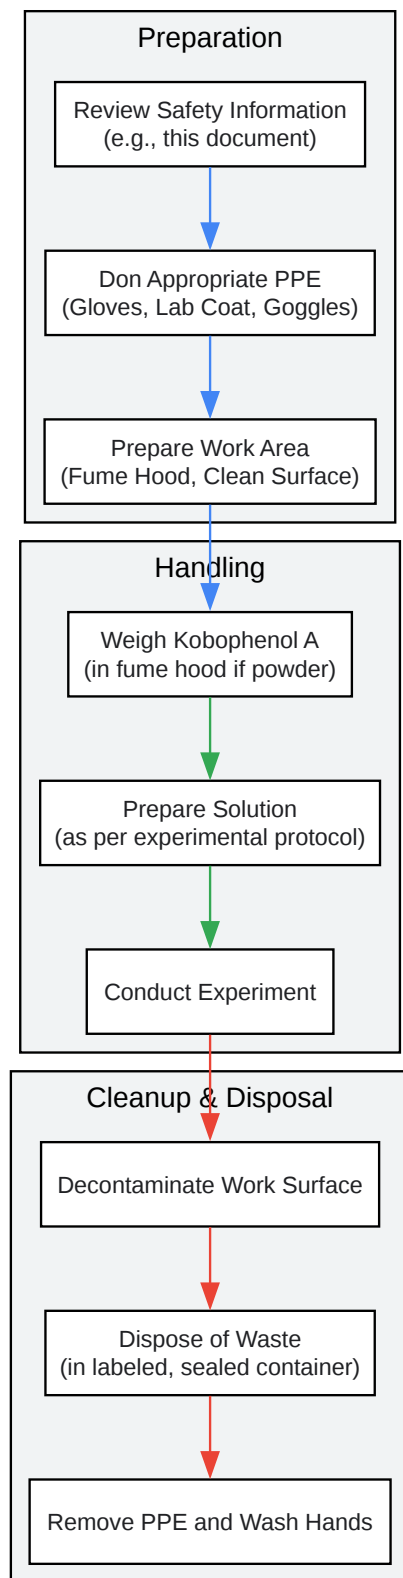 Preparation
Review Safety Information
(e.g., this document)
Don Appropriate PPE
(Gloves, Lab Coat, Goggles)
Prepare Work Area
(Fume Hood, Clean Surface)
Handling
Weigh Kobophenol A
(in fume hood if powder)
Prepare Solution
(as per experimental protocol)
Conduct Experiment
Cleanup & Disposal
Decontaminate Work Surface
Dispose of Waste
(in labeled, sealed container)
Remove PPE and Wash Hands